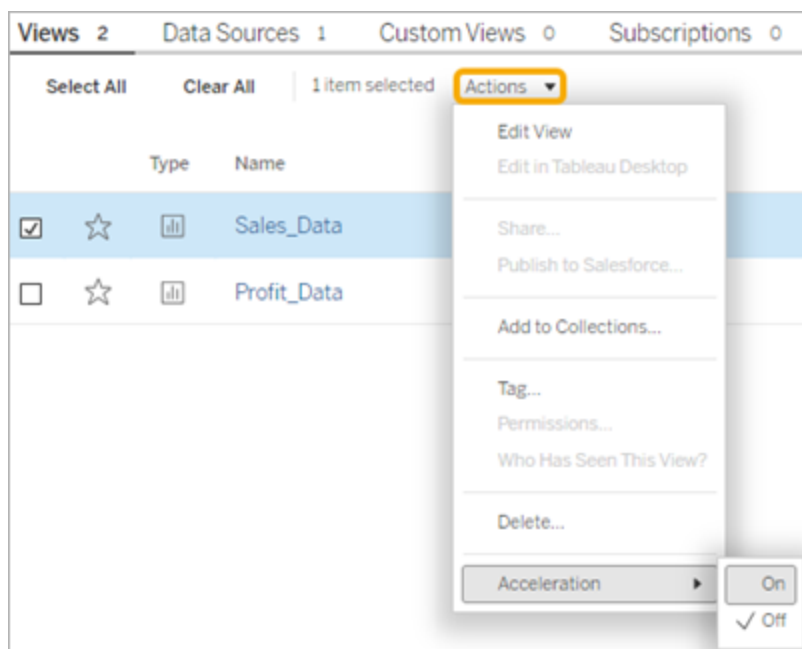 Views 2 Data Sources 1 Custom Views 0 Subscriptions 0
Select All Clear All 1 item selected Actions
Type Name
Sales_Data
Profit_Data
Edit View
Edit in Tableau Desktop
Share...
Publish to Salesforce...
Add to Collections...
Tag...
Permissions...
Who Has Seen This View?
Delete...
Acceleration
On
Off